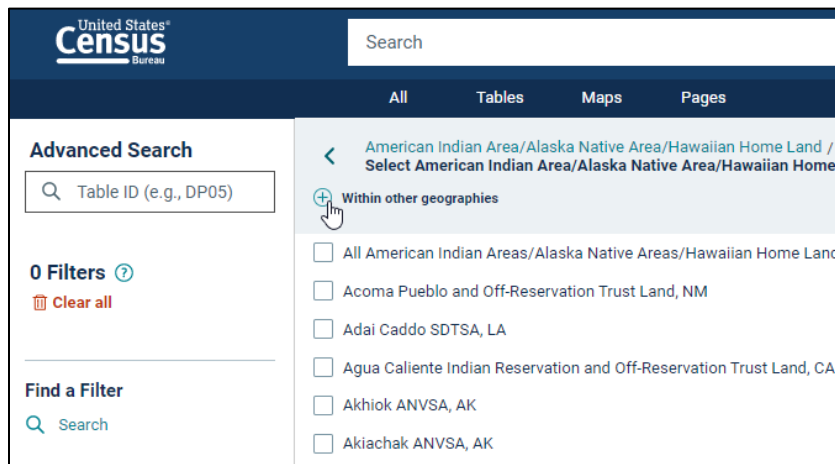 United States®
Census
Bureau
Search
All Tables Maps Pages
Advanced Search
Table ID (e.g., DP05)
0 Filters ?
Clear all
Find a Filter
Search
American Indian Area/Alaska Native Area/Hawaiian Home Land /
Select American Indian Area/Alaska Native Area/Hawaiian Home
Within other geographies
All American Indian Areas/Alaska Native Areas/Hawaiian Home Land
Acoma Pueblo and Off-Reservation Trust Land, NM
Adai Caddo SDTSA, LA
Agua Caliente Indian Reservation and Off-Reservation Trust Land, CA
Akhiok ANVSA, AK
Akiachak ANVSA, AK